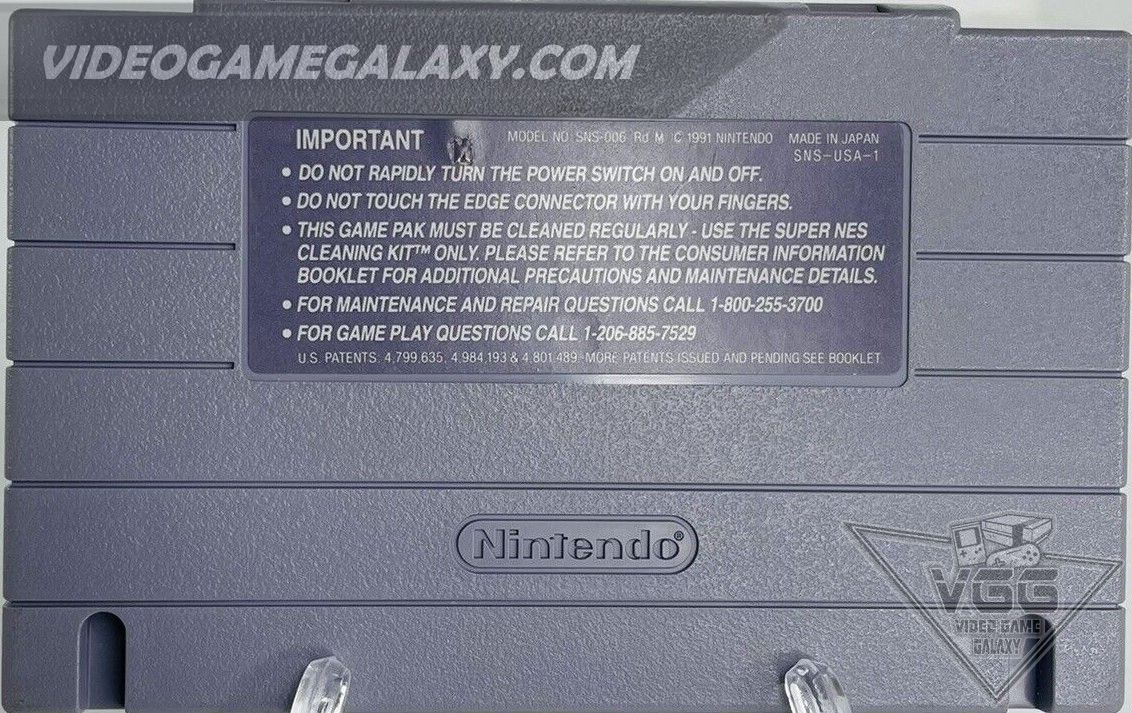 VIDEOGAMEGALAXY.COM
IMPORTANT
MODEL NO. SNS-006 Rd M © 1991 NINTENDO MADE IN JAPAN
SNS-USA-1
• DO NOT RAPIDLY TURN THE POWER SWITCH ON AND OFF.
• DO NOT TOUCH THE EDGE CONNECTOR WITH YOUR FINGERS.
• THIS GAME PAK MUST BE CLEANED REGULARLY - USE THE SUPER NES
CLEANING KIT™ ONLY. PLEASE REFER TO THE CONSUMER INFORMATION
BOOKLET FOR ADDITIONAL PRECAUTIONS AND MAINTENANCE DETAILS.
• FOR MAINTENANCE AND REPAIR QUESTIONS CALL 1-800-255-3700
• FOR GAME PLAY QUESTIONS CALL 1-206-885-7529
U.S. PATENTS: 4,799,635, 4,984,193 & 4,801,489-MORE PATENTS ISSUED AND PENDING SEE BOOKLET
Nintendo®
VGG
VIDEO GAME
GALAXY